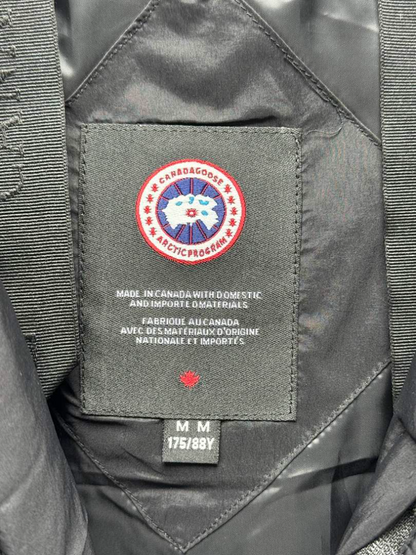 CANADA GOOSE
ARCTIC PROGRAM
MADE IN CANADA WITH DOMESTIC
AND IMPORTED MATERIALS
FABRIQUÉ AU CANADA
AVEC DES MATÉRIAUX D'ORIGINE
NATIONALE ET IMPORTÉS
M M
175/88Y